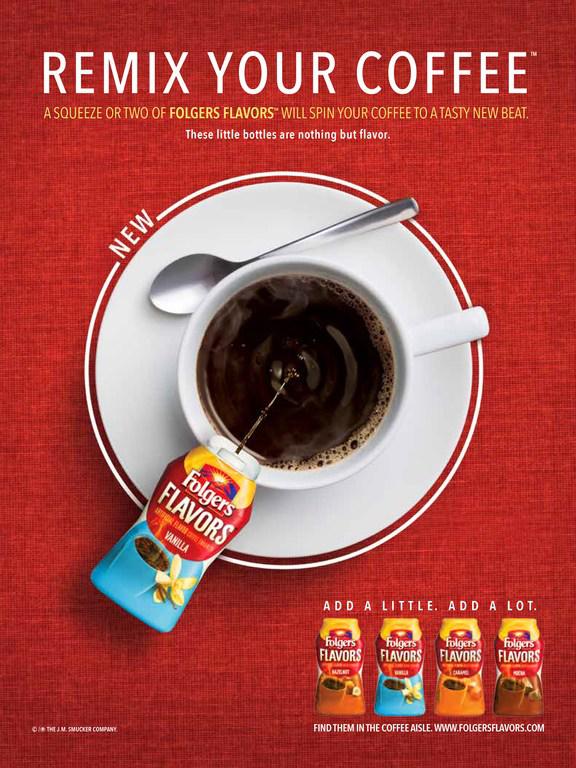 REMIX YOUR COFFEE™
A SQUEEZE OR TWO OF FOLGERS FLAVORS™ WILL SPIN YOUR COFFEE TO A TASTY NEW BEAT.
These little bottles are nothing but flavor.
NEW
Folgers
FLAVORS
VANILLA
ADD A LITTLE. ADD A LOT.
Folgers Folgers Folgers Folgers
FLAVORS FLAVORS FLAVORS FLAVORS
HAZELNUT VANILLA CARAMEL MOCHA
©/® THE J.M. SMUCKER COMPANY.
FIND THEM IN THE COFFEE AISLE. WWW.FOLGERSFLAVORS.COM